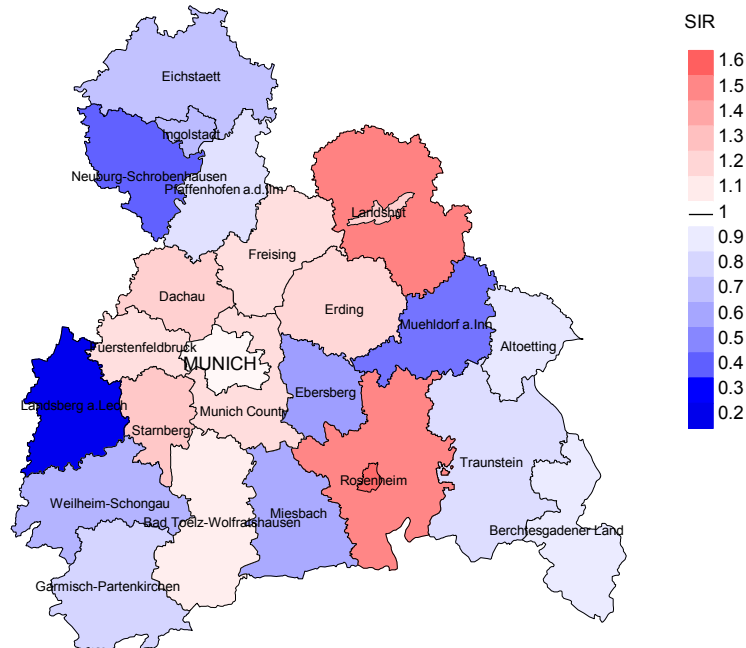 SIR
1.6
1.5
1.4
1.3
1.2
1.1
1
0.9
0.8
0.7
0.6
0.5
0.4
0.3
0.2
Eichstaett
Ingolstadt
Neuburg-Schrobenhausen
Pfaffenhofen a.d.Ilm
Landshut
Freising
Dachau
Erding
Muehldorf a.Inn
Altoetting
Fuerstenfeldbruck
MUNICH
Ebersberg
Landsberg a.Lech
Munich County
Starnberg
Traunstein
Rosenheim
Weilheim-Schongau
Miesbach
Bad Toelz-Wolfratshausen
Berchtesgadener Land
Garmisch-Partenkirchen